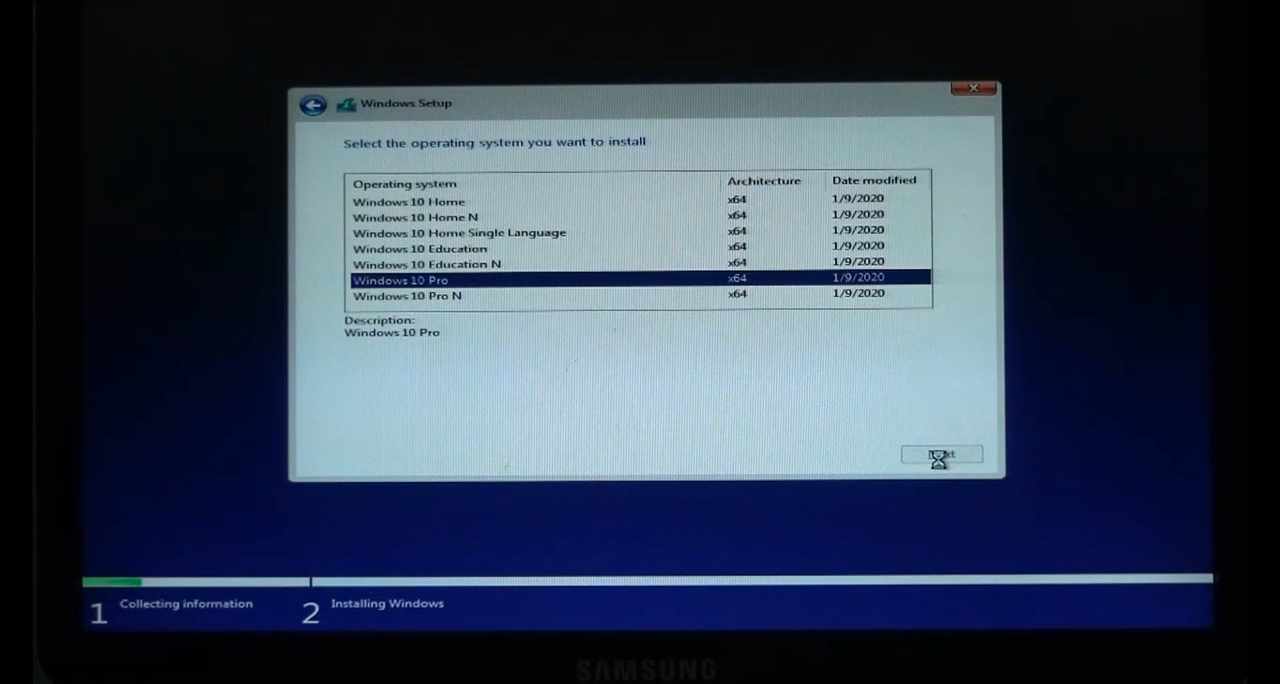 Windows Setup
Select the operating system you want to install
Operating system Architecture Date modified
Windows 10 Home x64 1/9/2020
Windows 10 Home N x64 1/9/2020
Windows 10 Home Single Language x64 1/9/2020
Windows 10 Education x64 1/9/2020
Windows 10 Education N x64 1/9/2020
Windows 10 Pro x64 1/9/2020
Windows 10 Pro N x64 1/9/2020
Description:
Windows 10 Pro
1 Collecting information 2 Installing Windows
SAMSUNG